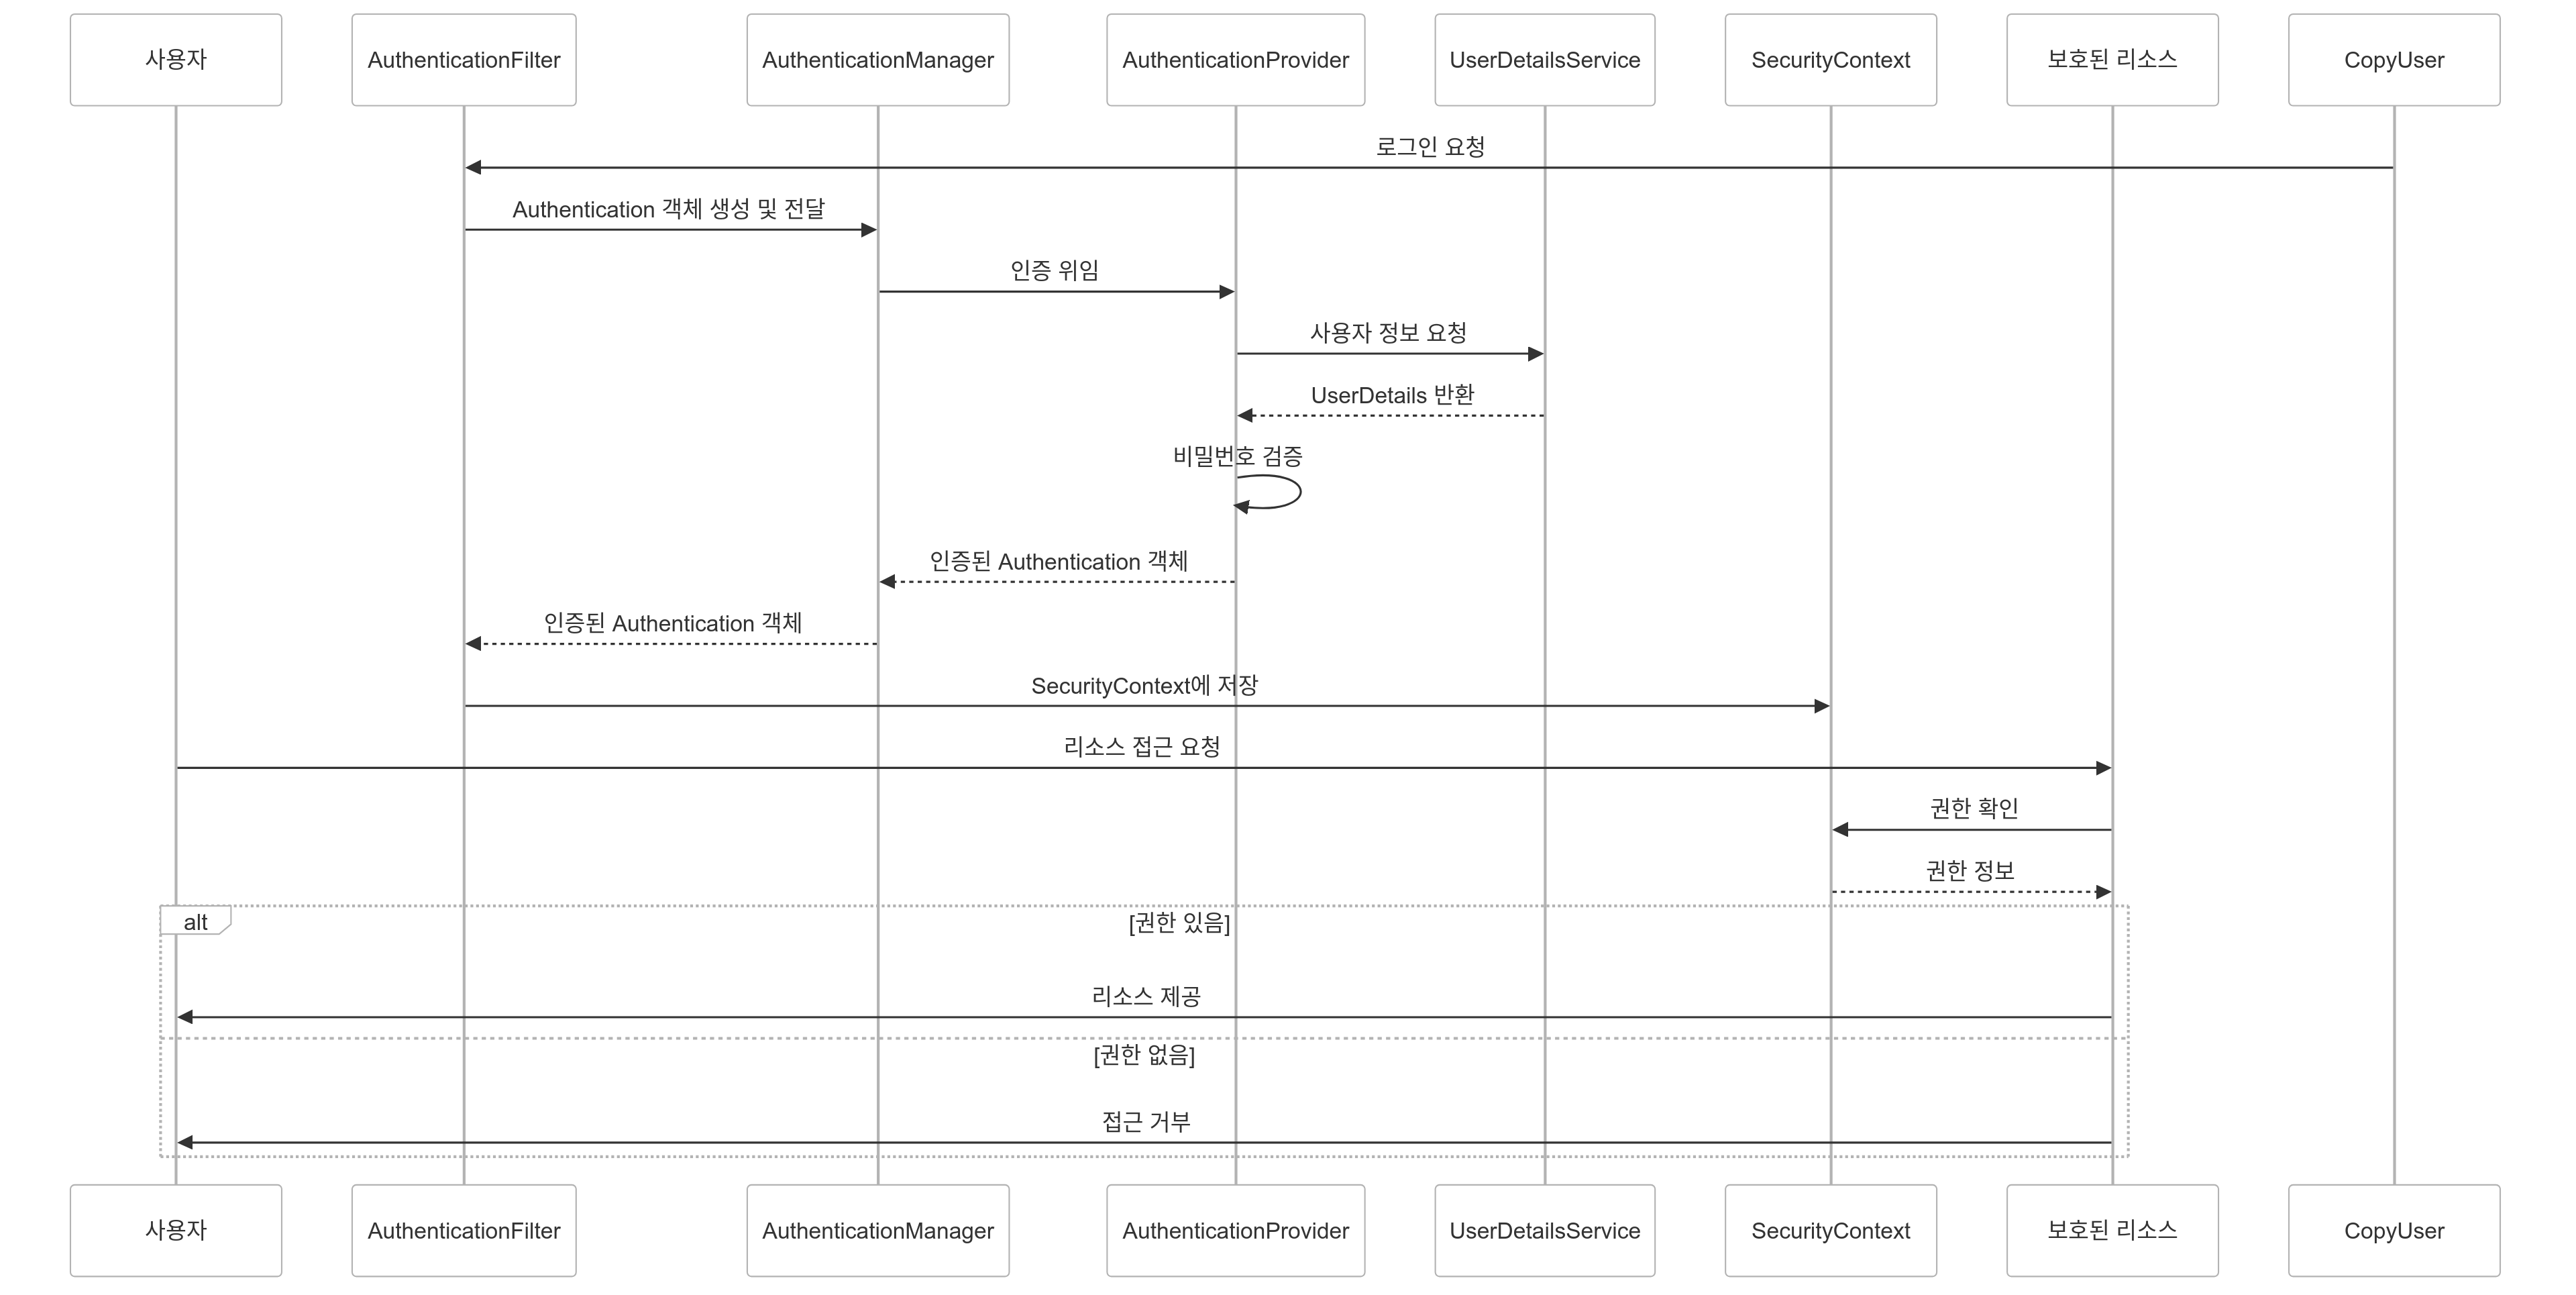 사용자
AuthenticationFilter
AuthenticationManager
AuthenticationProvider
UserDetailsService
SecurityContext
보호된 리소스
CopyUser
로그인 요청
Authentication 객체 생성 및 전달
인증 위임
사용자 정보 요청
UserDetails 반환
비밀번호 검증
인증된 Authentication 객체
인증된 Authentication 객체
SecurityContext에 저장
리소스 접근 요청
권한 확인
권한 정보
alt
[권한 있음]
리소스 제공
[권한 없음]
접근 거부
사용자
AuthenticationFilter
AuthenticationManager
AuthenticationProvider
UserDetailsService
SecurityContext
보호된 리소스
CopyUser